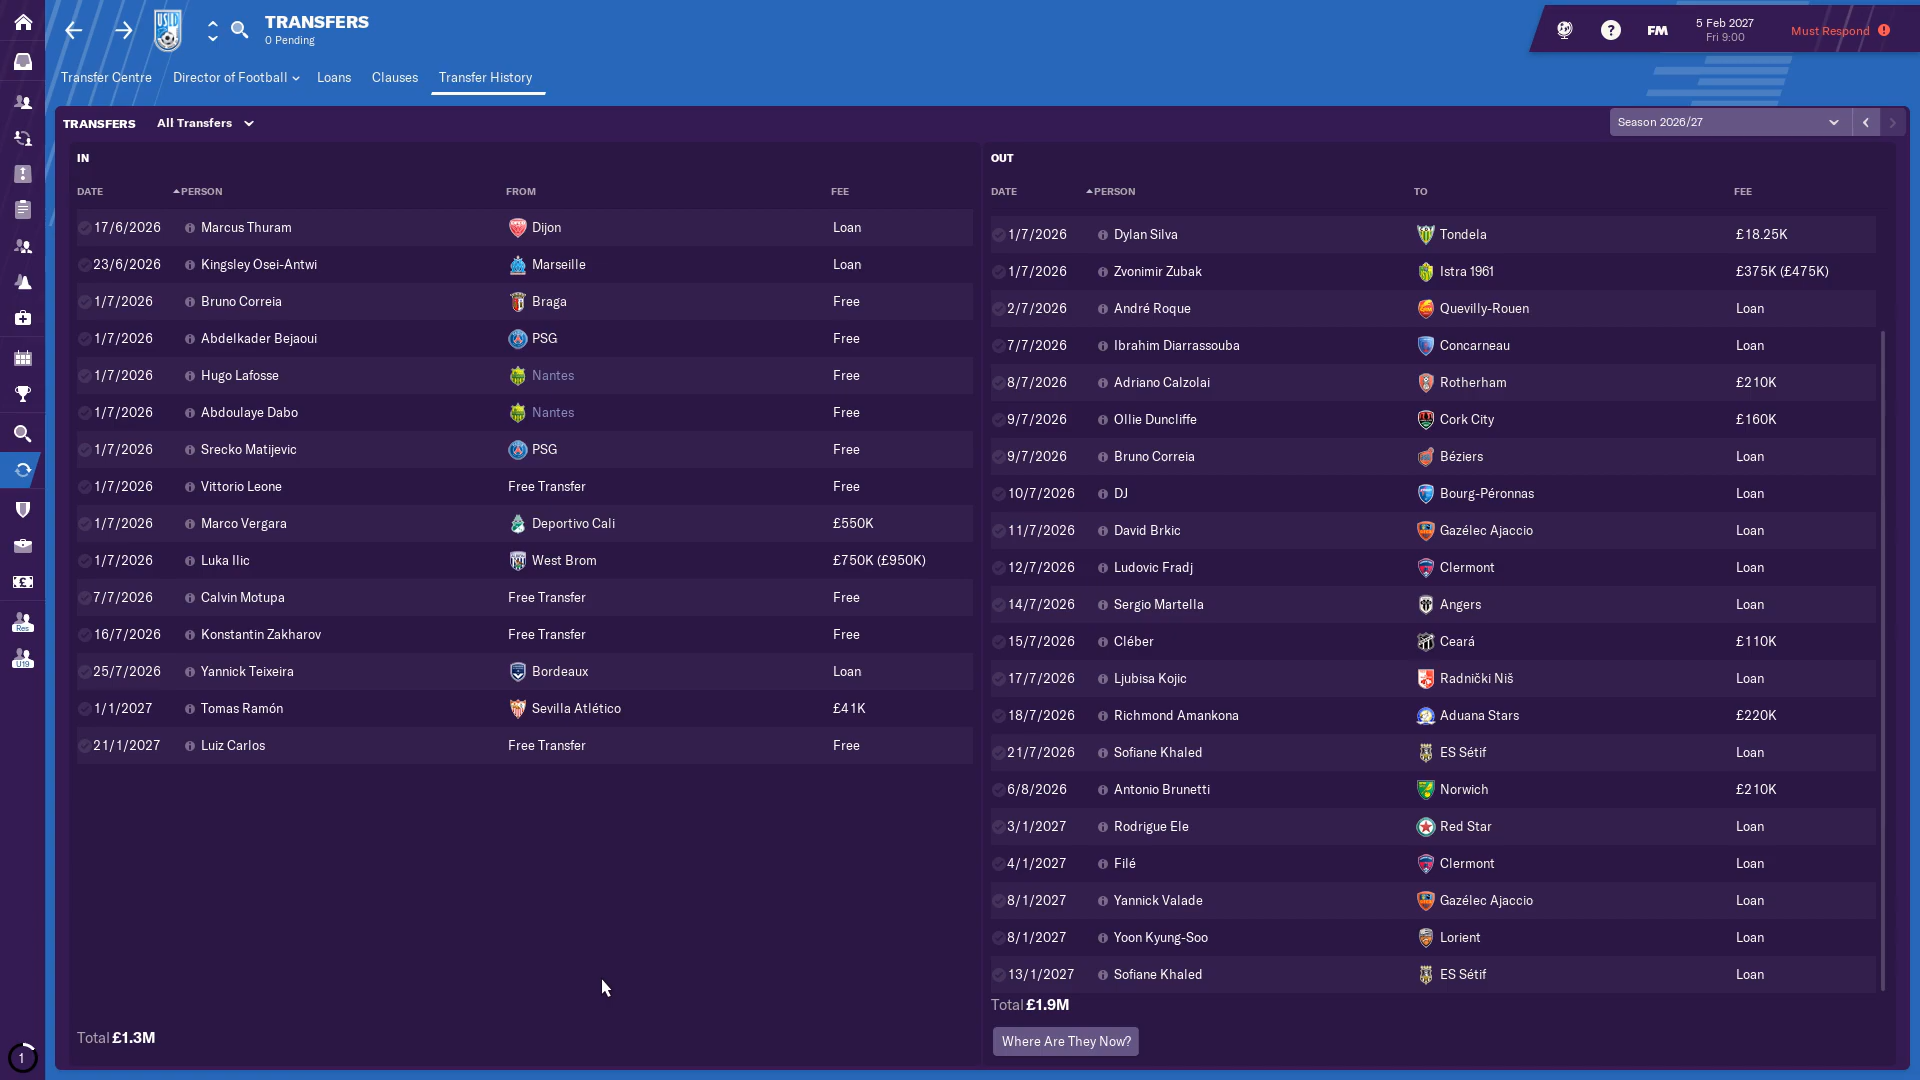 TRANSFERS
0 Pending
5 Feb 2027
Fri 9:00
FM
Must Respond
Transfer Centre Director of Football Loans Clauses Transfer History
TRANSFERS All Transfers
Season 2026/27
IN
DATE PERSON FROM FEE
17/6/2026 Marcus Thuram Dijon Loan
23/6/2026 Kingsley Osei-Antwi Marseille Loan
1/7/2026 Bruno Correia Braga Free
1/7/2026 Abdelkader Bejaoui PSG Free
1/7/2026 Hugo Lafosse Nantes Free
1/7/2026 Abdoulaye Dabo Nantes Free
1/7/2026 Srecko Matijevic PSG Free
1/7/2026 Vittorio Leone Free Transfer Free
1/7/2026 Marco Vergara Deportivo Cali £550K
1/7/2026 Luka Ilic West Brom £750K (£950K)
7/7/2026 Calvin Motupa Free Transfer Free
16/7/2026 Konstantin Zakharov Free Transfer Free
25/7/2026 Yannick Teixeira Bordeaux Loan
1/1/2027 Tomas Ramón Sevilla Atlético £41K
21/1/2027 Luiz Carlos Free Transfer Free
Total £1.3M
OUT
DATE PERSON TO FEE
1/7/2026 Dylan Silva Tondela £18.25K
1/7/2026 Zvonimir Zubak Istra 1961 £375K (£475K)
2/7/2026 André Roque Quevilly-Rouen Loan
7/7/2026 Ibrahim Diarrassouba Concarneau Loan
8/7/2026 Adriano Calzolai Rotherham £210K
9/7/2026 Ollie Duncliffe Cork City £160K
9/7/2026 Bruno Correia Béziers Loan
10/7/2026 DJ Bourg-Péronnas Loan
11/7/2026 David Brkic Gazélec Ajaccio Loan
12/7/2026 Ludovic Fradj Clermont Loan
14/7/2026 Sergio Martella Angers Loan
15/7/2026 Cléber Ceará £110K
17/7/2026 Ljubisa Kojic Radnički Niš Loan
18/7/2026 Richmond Amankona Aduana Stars £220K
21/7/2026 Sofiane Khaled ES Sétif Loan
6/8/2026 Antonio Brunetti Norwich £210K
3/1/2027 Rodrigue Ele Red Star Loan
4/1/2027 Filé Clermont Loan
8/1/2027 Yannick Valade Gazélec Ajaccio Loan
8/1/2027 Yoon Kyung-Soo Lorient Loan
13/1/2027 Sofiane Khaled ES Sétif Loan
Total £1.9M
Where Are They Now?
Res
U19
1
USLD